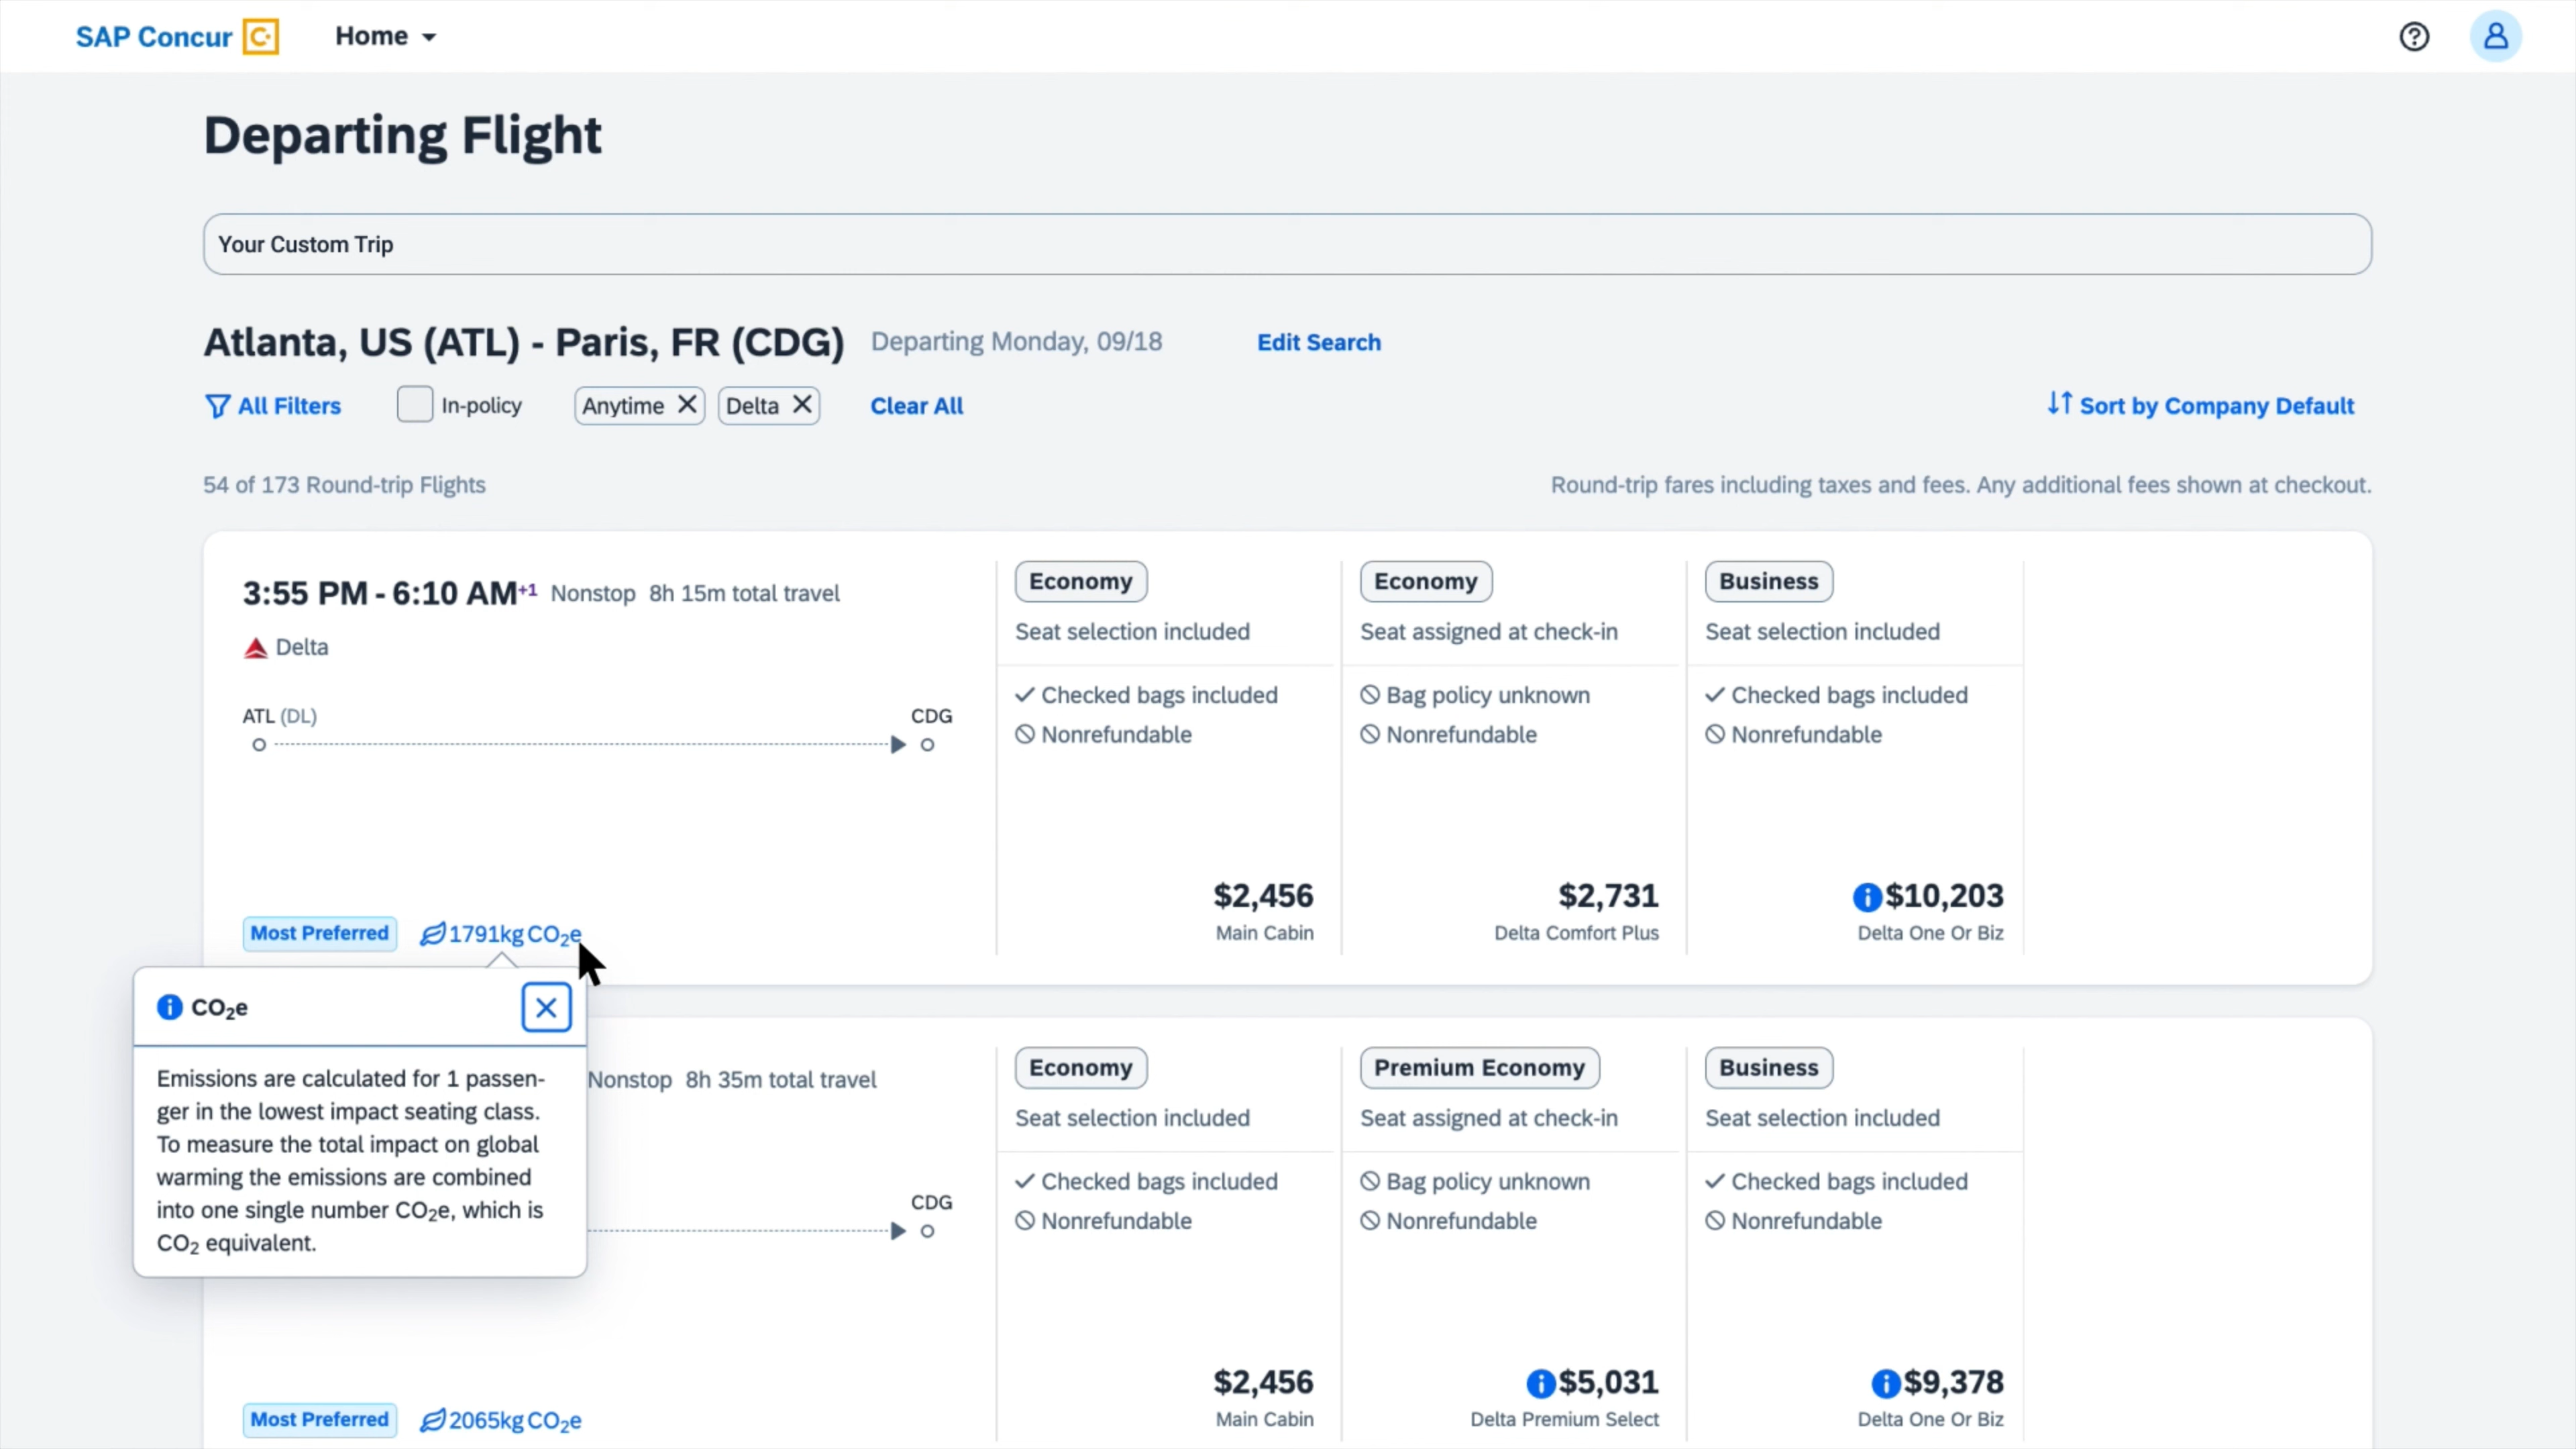 SAP Concur C Home
Departing Flight
Your Custom Trip
Atlanta, US (ATL) - Paris, FR (CDG) Departing Monday, 09/18 Edit Search
All Filters In-policy Anytime Delta Clear All Sort by Company Default
54 of 173 Round-trip Flights Round-trip fares including taxes and fees. Any additional fees shown at checkout.
3:55 PM - 6:10 AM+1 Nonstop 8h 15m total travel
Delta
ATL (DL) CDG
Most Preferred 1791kg CO2e
Economy
Seat selection included
Checked bags included
Nonrefundable
$2,456
Main Cabin
Economy
Seat assigned at check-in
Bag policy unknown
Nonrefundable
$2,731
Delta Comfort Plus
Business
Seat selection included
Checked bags included
Nonrefundable
$10,203
Delta One Or Biz
CO2e
Emissions are calculated for 1 passen-
ger in the lowest impact seating class.
To measure the total impact on global
warming the emissions are combined
into one single number CO2e, which is
CO2 equivalent.
Nonstop 8h 35m total travel
CDG
Most Preferred 2065kg CO2e
Economy
Seat selection included
Checked bags included
Nonrefundable
$2,456
Main Cabin
Premium Economy
Seat assigned at check-in
Bag policy unknown
Nonrefundable
$5,031
Delta Premium Select
Business
Seat selection included
Checked bags included
Nonrefundable
$9,378
Delta One Or Biz